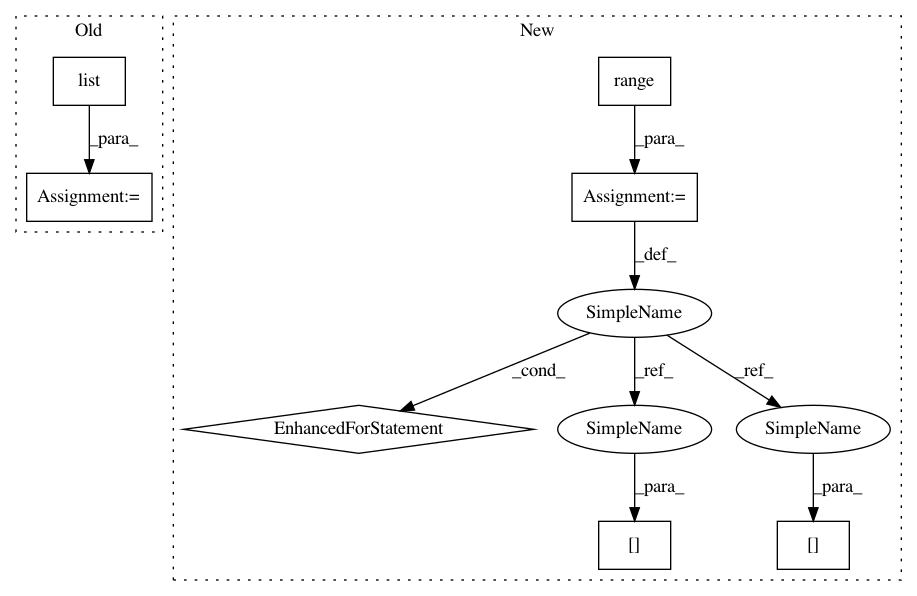 Old
New
list
range
_para_
_para_
Assignment:=
Assignment:=
_def_
SimpleName
_cond_
_ref_
_ref_
EnhancedForStatement
SimpleName
SimpleName
_para_
_para_
[]
[]